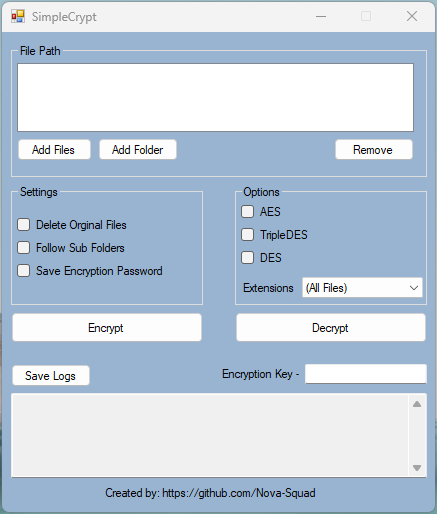 SimpleCrypt
File Path
Add Files
Add Folder
Remove
Settings
Delete Orginal Files
Follow Sub Folders
Save Encryption Password
Options
AES
TripleDES
DES
Extensions (All Files)
Encrypt
Decrypt
Save Logs
Encryption Key -
Created by: https://github.com/Nova-Squad